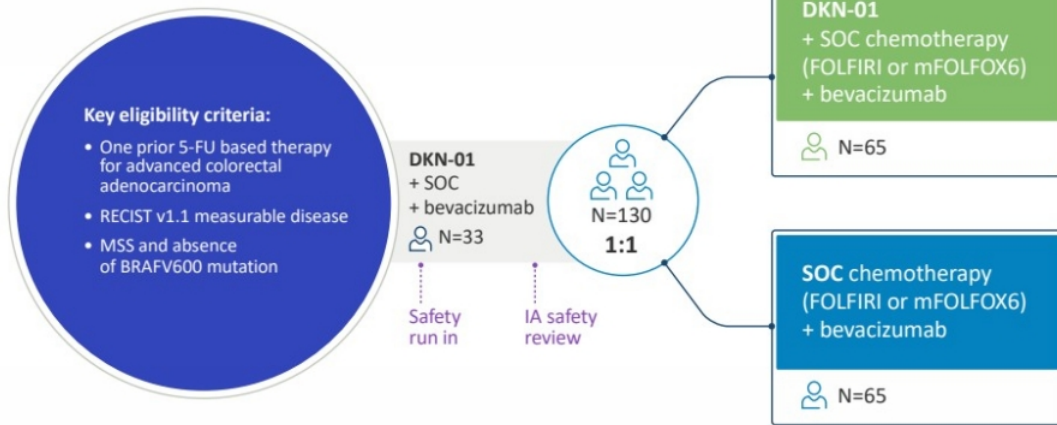 Key eligibility criteria:
• One prior 5-FU based therapy
for advanced colorectal
adenocarcinoma
• RECIST v1.1 measurable disease
• MSS and absence
of BRAFV600 mutation
DKN-01
+ SOC
+ bevacizumab
N=33
Safety
run in
IA safety
review
N=130
1:1
DKN-01
+ SOC chemotherapy
(FOLFIRI or mFOLFOX6)
+ bevacizumab
N=65
SOC chemotherapy
(FOLFIRI or mFOLFOX6)
+ bevacizumab
N=65